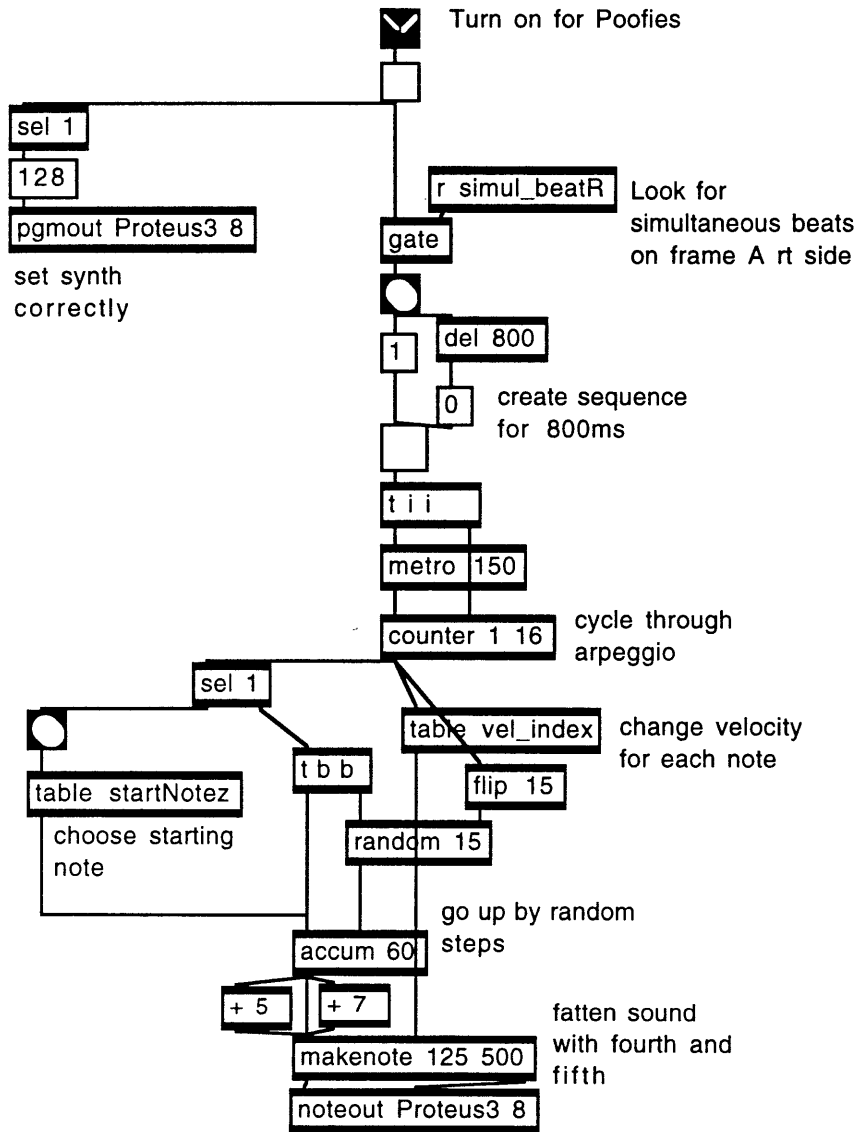 Turn on for Poofies
sel 1
128
pgmout Proteus3 8
set synth
correctly
r simul_beatR
Look for
simultaneous beats
on frame A rt side
gate
1
del 800
0
create sequence
for 800ms
t i i
metro 150
counter 1 16
cycle through
arpeggio
sel 1
table vel_index
change velocity
for each note
t b b
flip 15
table startNotez
choose starting
note
random 15
go up by random
steps
accum 60
+ 5
+ 7
fatten sound
with fourth and
fifth
makenote 125 500
noteout Proteus3 8